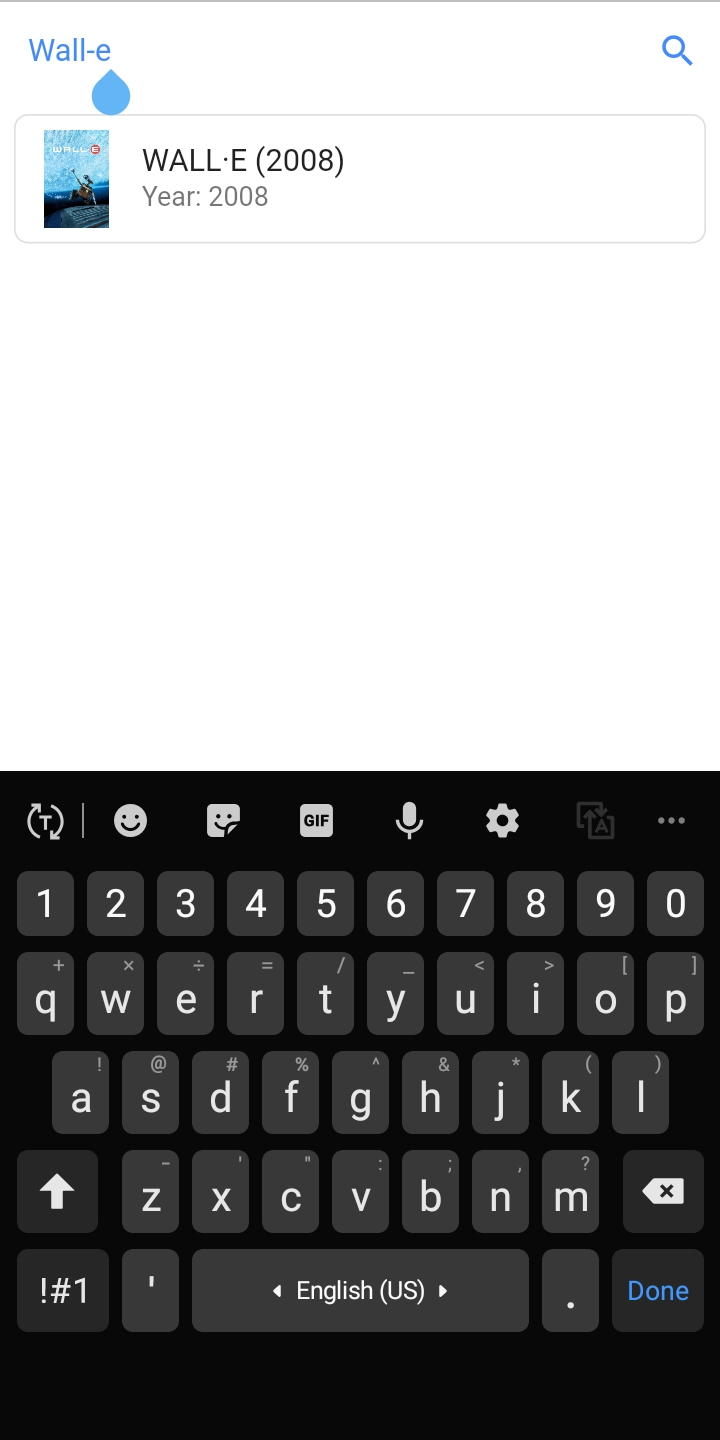 Wall-e
WALL·E
WALL·E (2008)
Year: 2008
T
GIF
A
1 2 3 4 5 6 7 8 9 0
+ × ÷ = / _ < > [ ]
q w e r t y u i o p
! @ # % ^ & * ( )
a s d f g h j k l
- ' " : ; , ?
z x c v b n m
!#1 ' English (US) . Done